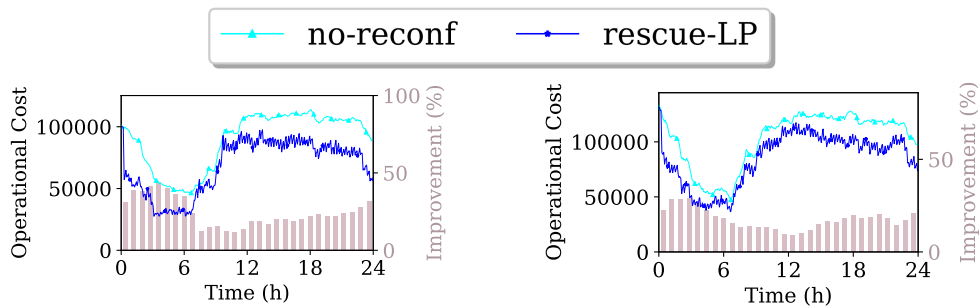 no-reconf rescue-LP
Operational Cost
100000
50000
0
0 6 12 18 24
Time (h)
100
50
0
Improvement (%)
Operational Cost
100000
50000
0
0 6 12 18 24
Time (h)
50
0
Improvement (%)